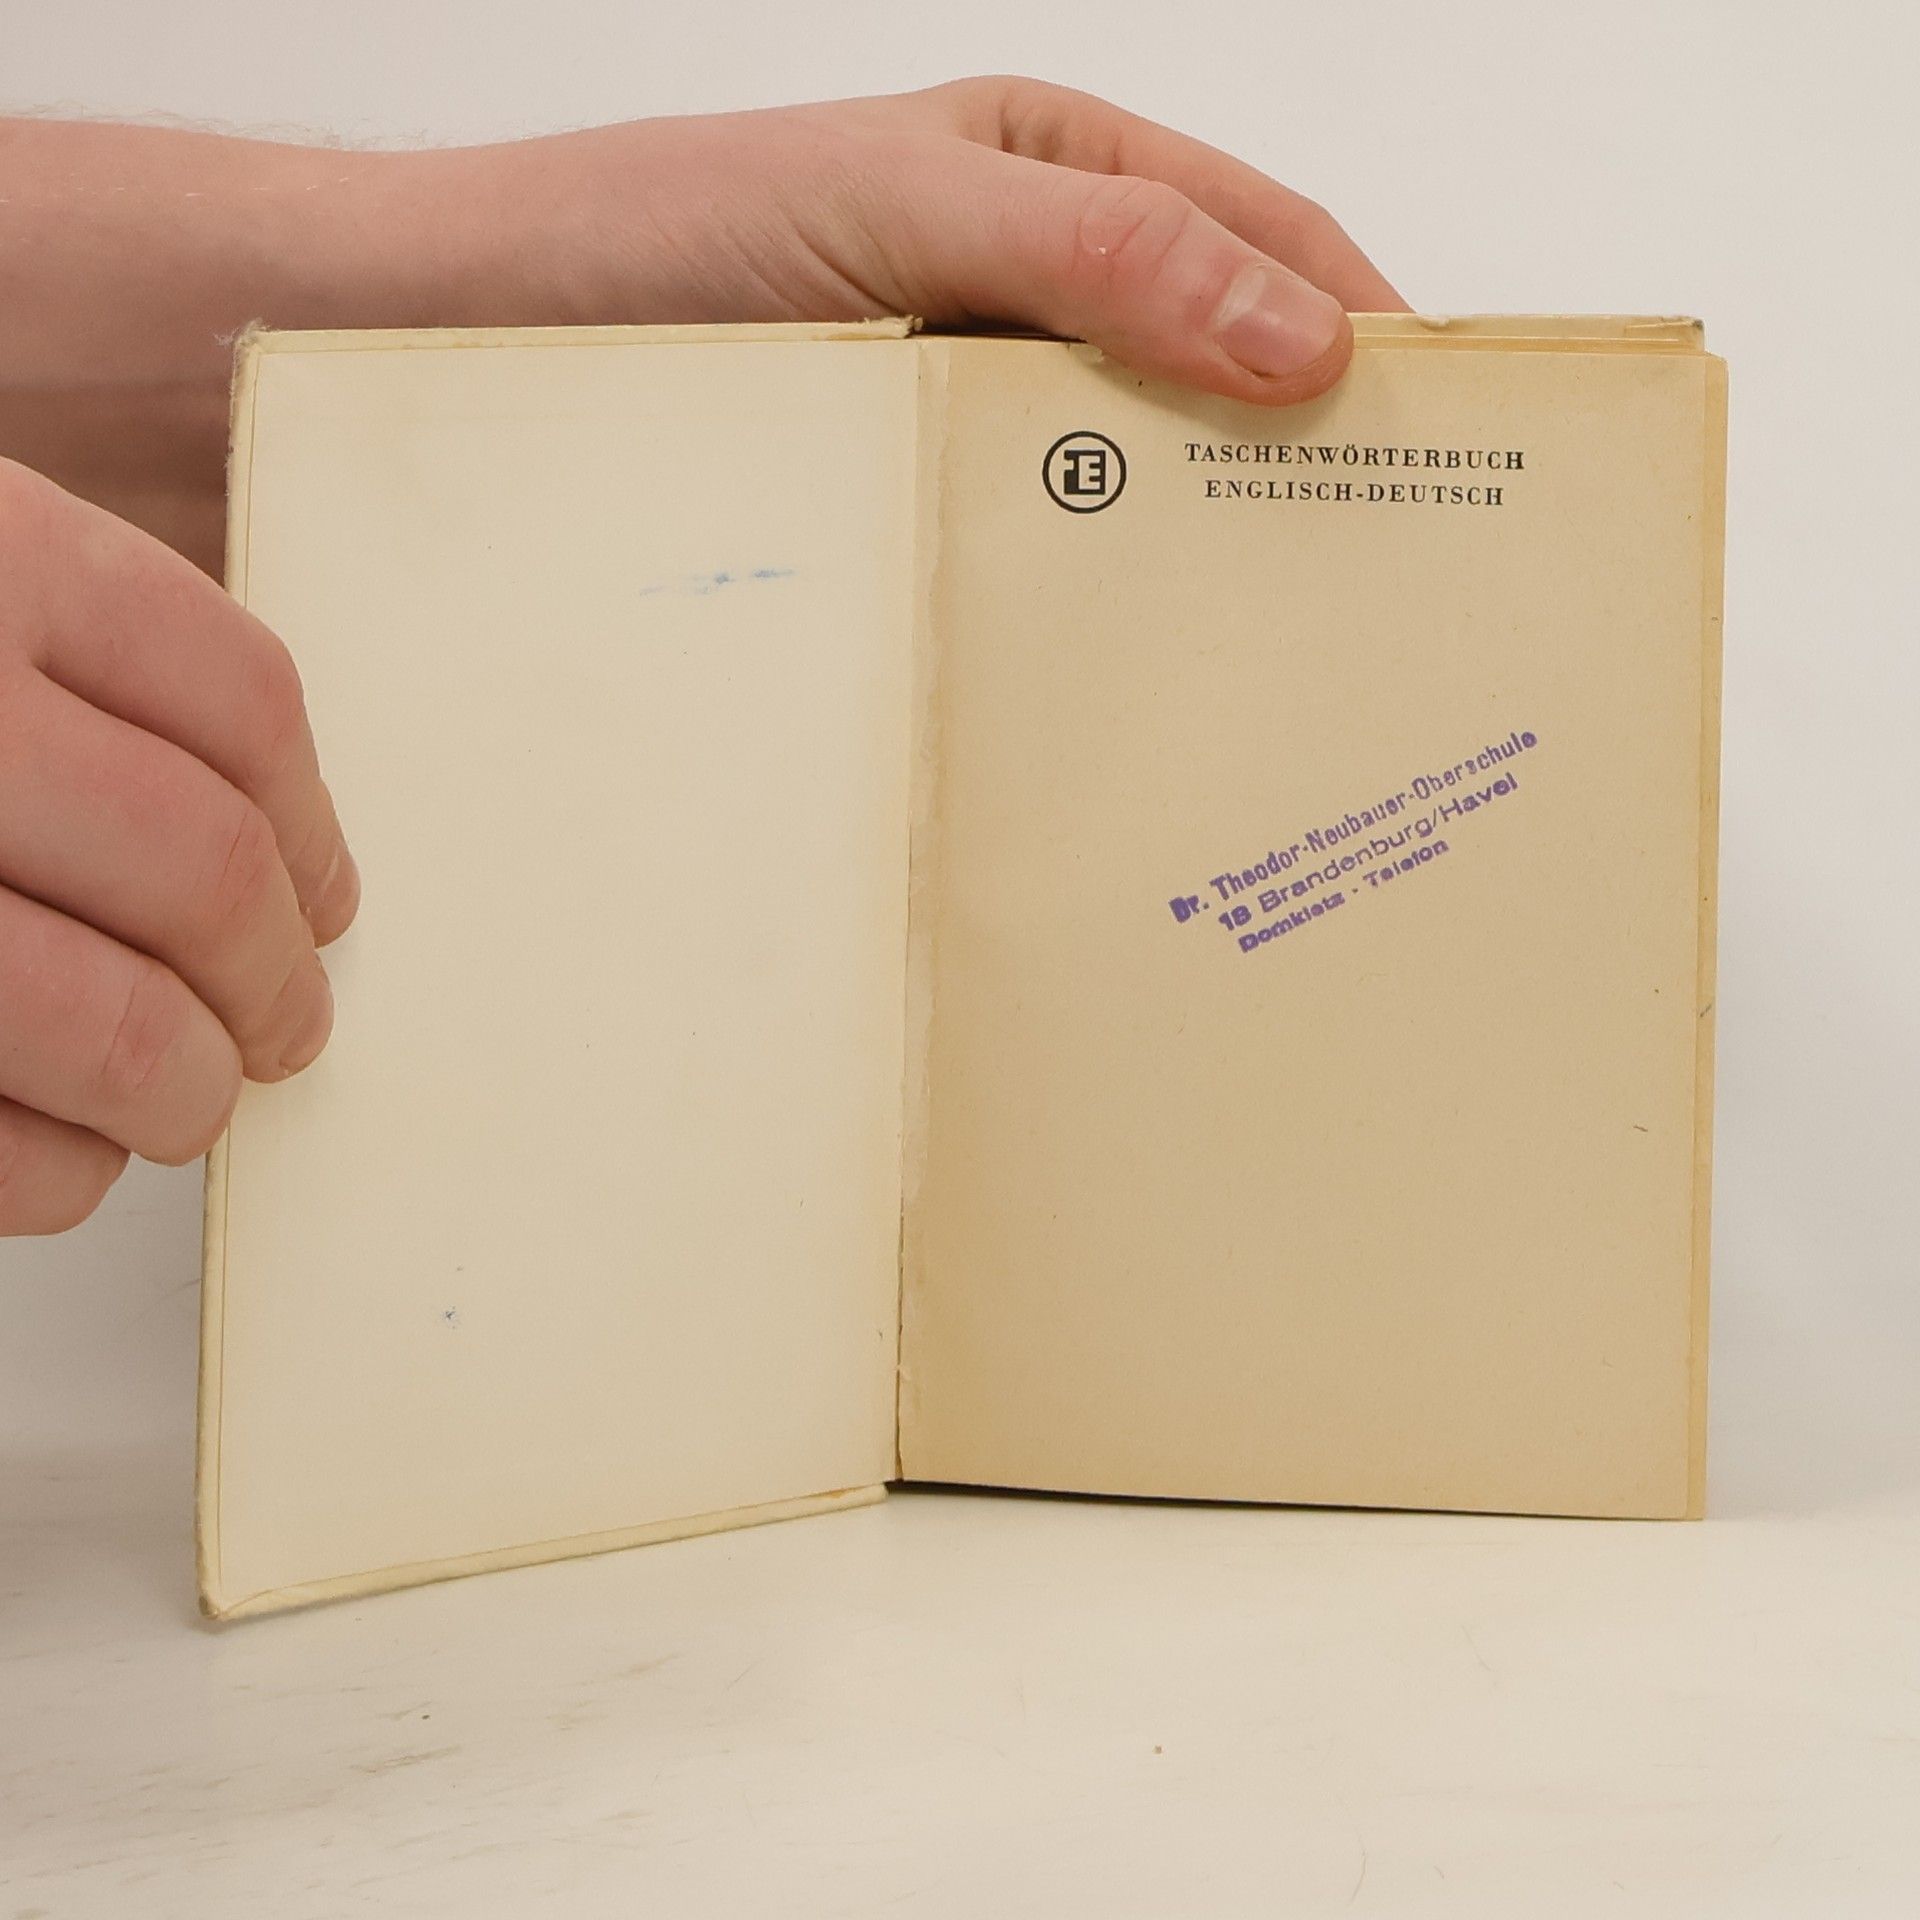 TASCHENWÖRTERBUCH
ENGLISCH-DEUTSCH
Dr. Theodor-Neubauer-Oberschule
18 Brandenburg/Havel
Domkietz - Telefon